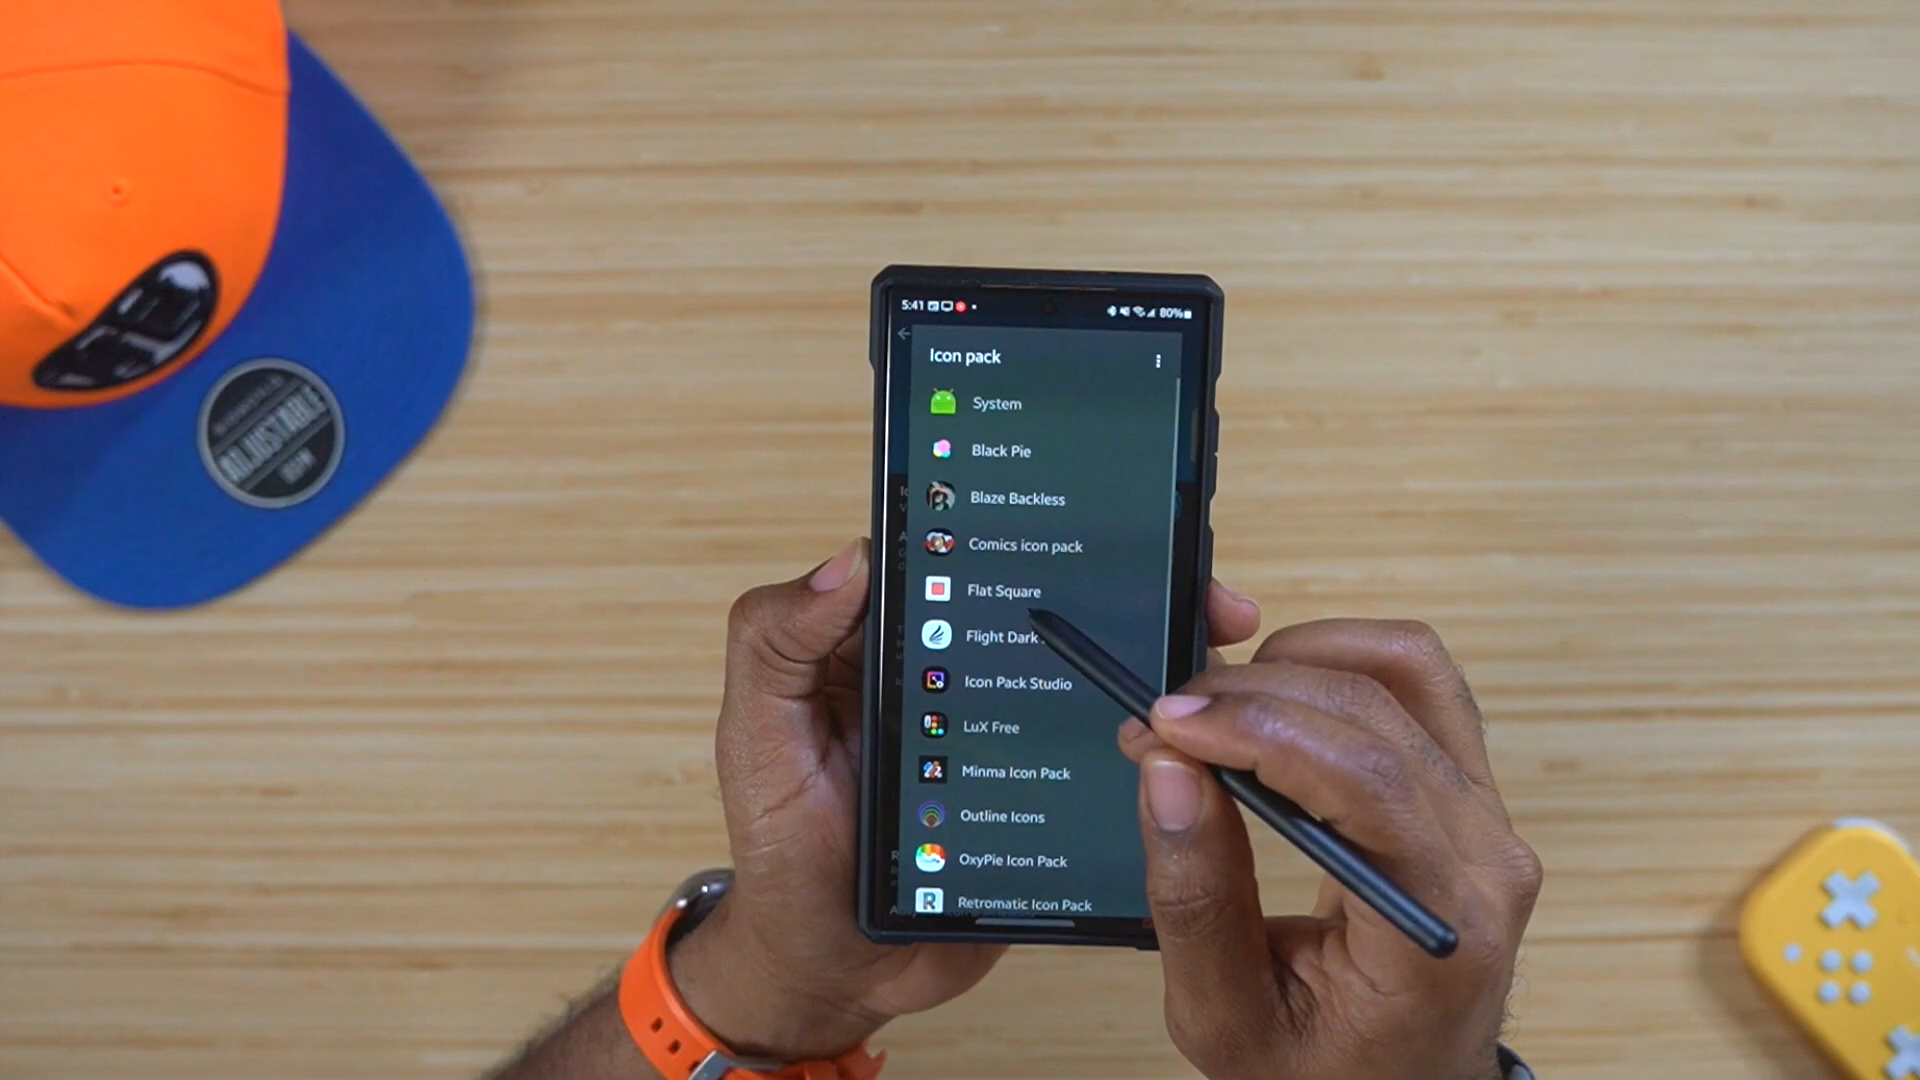 ADJUSTABLE
5:41
80%
Icon pack
System
Black Pie
Blaze Backless
Comics icon pack
Flat Square
Flight Dark
Icon Pack Studio
LuX Free
Minma Icon Pack
Outline Icons
OxyPie Icon Pack
R Retromatic Icon Pack